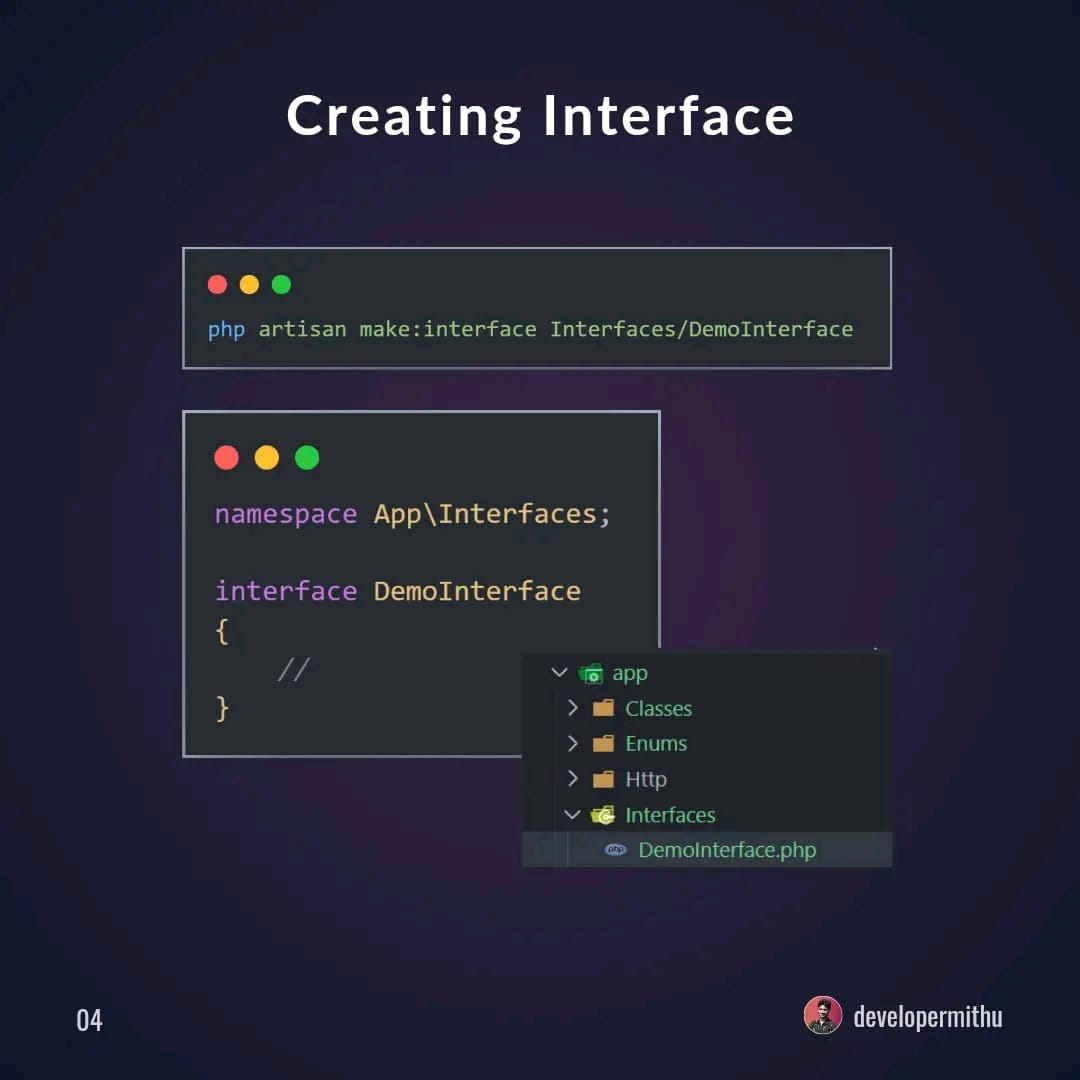 Creating Interface
php artisan make:interface Interfaces/DemoInterface
namespace App\Interfaces;
interface DemoInterface
{
//
}
app
Classes
Enums
Http
Interfaces
php DemoInterface.php
04
developermithu